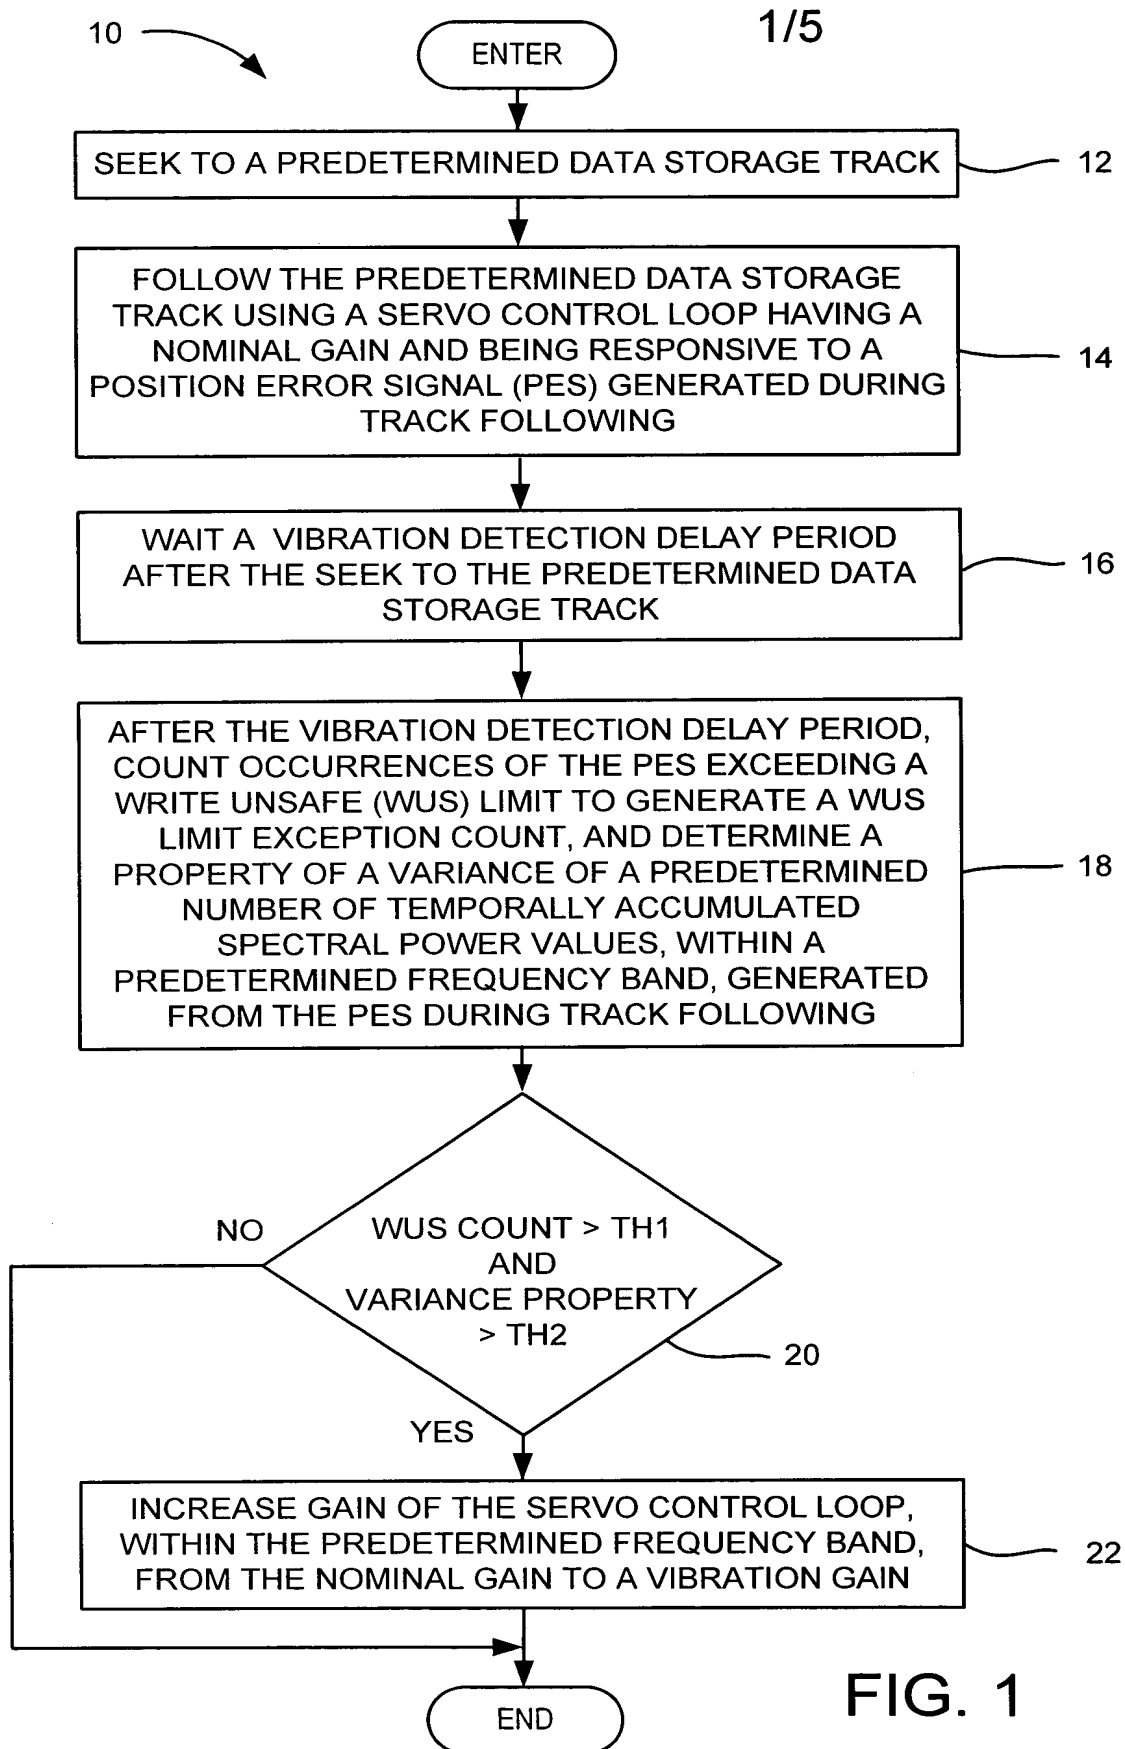 10
1/5
ENTER
SEEK TO A PREDETERMINED DATA STORAGE TRACK
12
FOLLOW THE PREDETERMINED DATA STORAGE
TRACK USING A SERVO CONTROL LOOP HAVING A
NOMINAL GAIN AND BEING RESPONSIVE TO A
POSITION ERROR SIGNAL (PES) GENERATED DURING
TRACK FOLLOWING
14
WAIT A VIBRATION DETECTION DELAY PERIOD
AFTER THE SEEK TO THE PREDETERMINED DATA
STORAGE TRACK
16
AFTER THE VIBRATION DETECTION DELAY PERIOD,
COUNT OCCURRENCES OF THE PES EXCEEDING A
WRITE UNSAFE (WUS) LIMIT TO GENERATE A WUS
LIMIT EXCEPTION COUNT, AND DETERMINE A
PROPERTY OF A VARIANCE OF A PREDETERMINED
NUMBER OF TEMPORALLY ACCUMULATED
SPECTRAL POWER VALUES, WITHIN A
PREDETERMINED FREQUENCY BAND, GENERATED
FROM THE PES DURING TRACK FOLLOWING
18
NO
WUS COUNT > TH1
AND
VARIANCE PROPERTY
> TH2
20
YES
INCREASE GAIN OF THE SERVO CONTROL LOOP,
WITHIN THE PREDETERMINED FREQUENCY BAND,
FROM THE NOMINAL GAIN TO A VIBRATION GAIN
22
END
FIG. 1